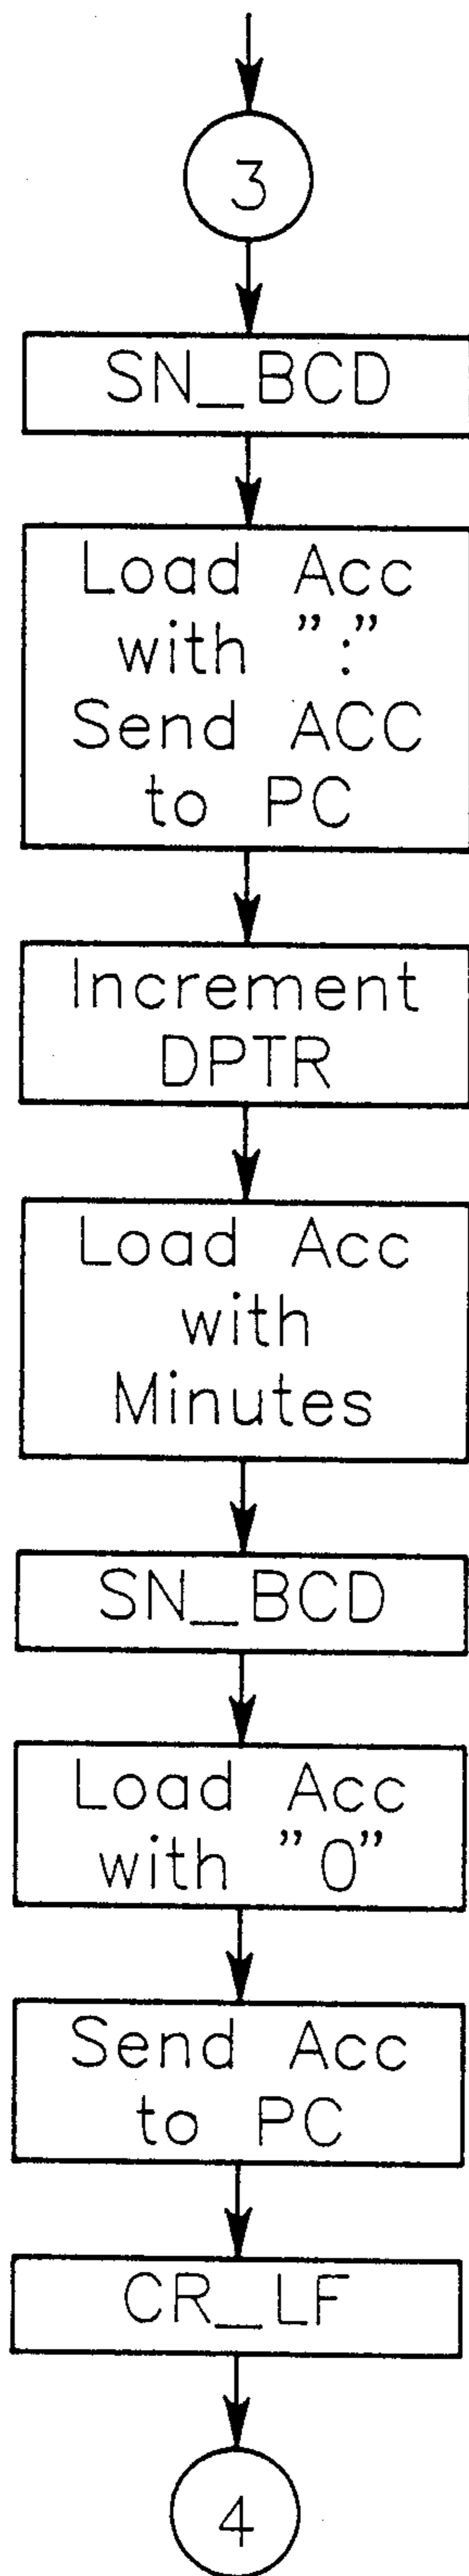 3
SN_BCD
Load Acc
with ":"
Send ACC
to PC
Increment
DPTR
Load Acc
with
Minutes
SN_BCD
Load Acc
with "0"
Send Acc
to PC
CR_LF
4